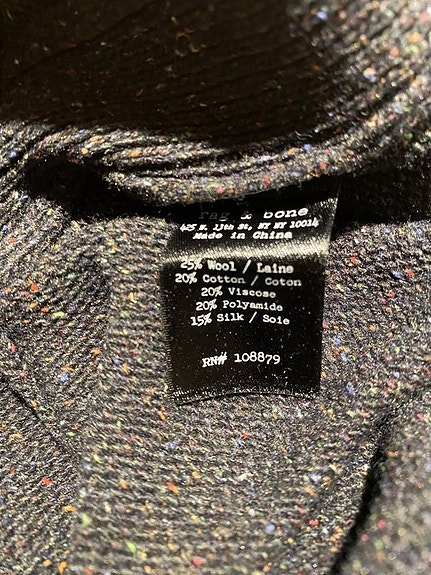 rag & bone
425 W. 13th St, NY NY 10014
Made in China
25% Wool / Laine
20% Cotton / Coton
20% Viscose
20% Polyamide
15% Silk / Soie
RN# 108879